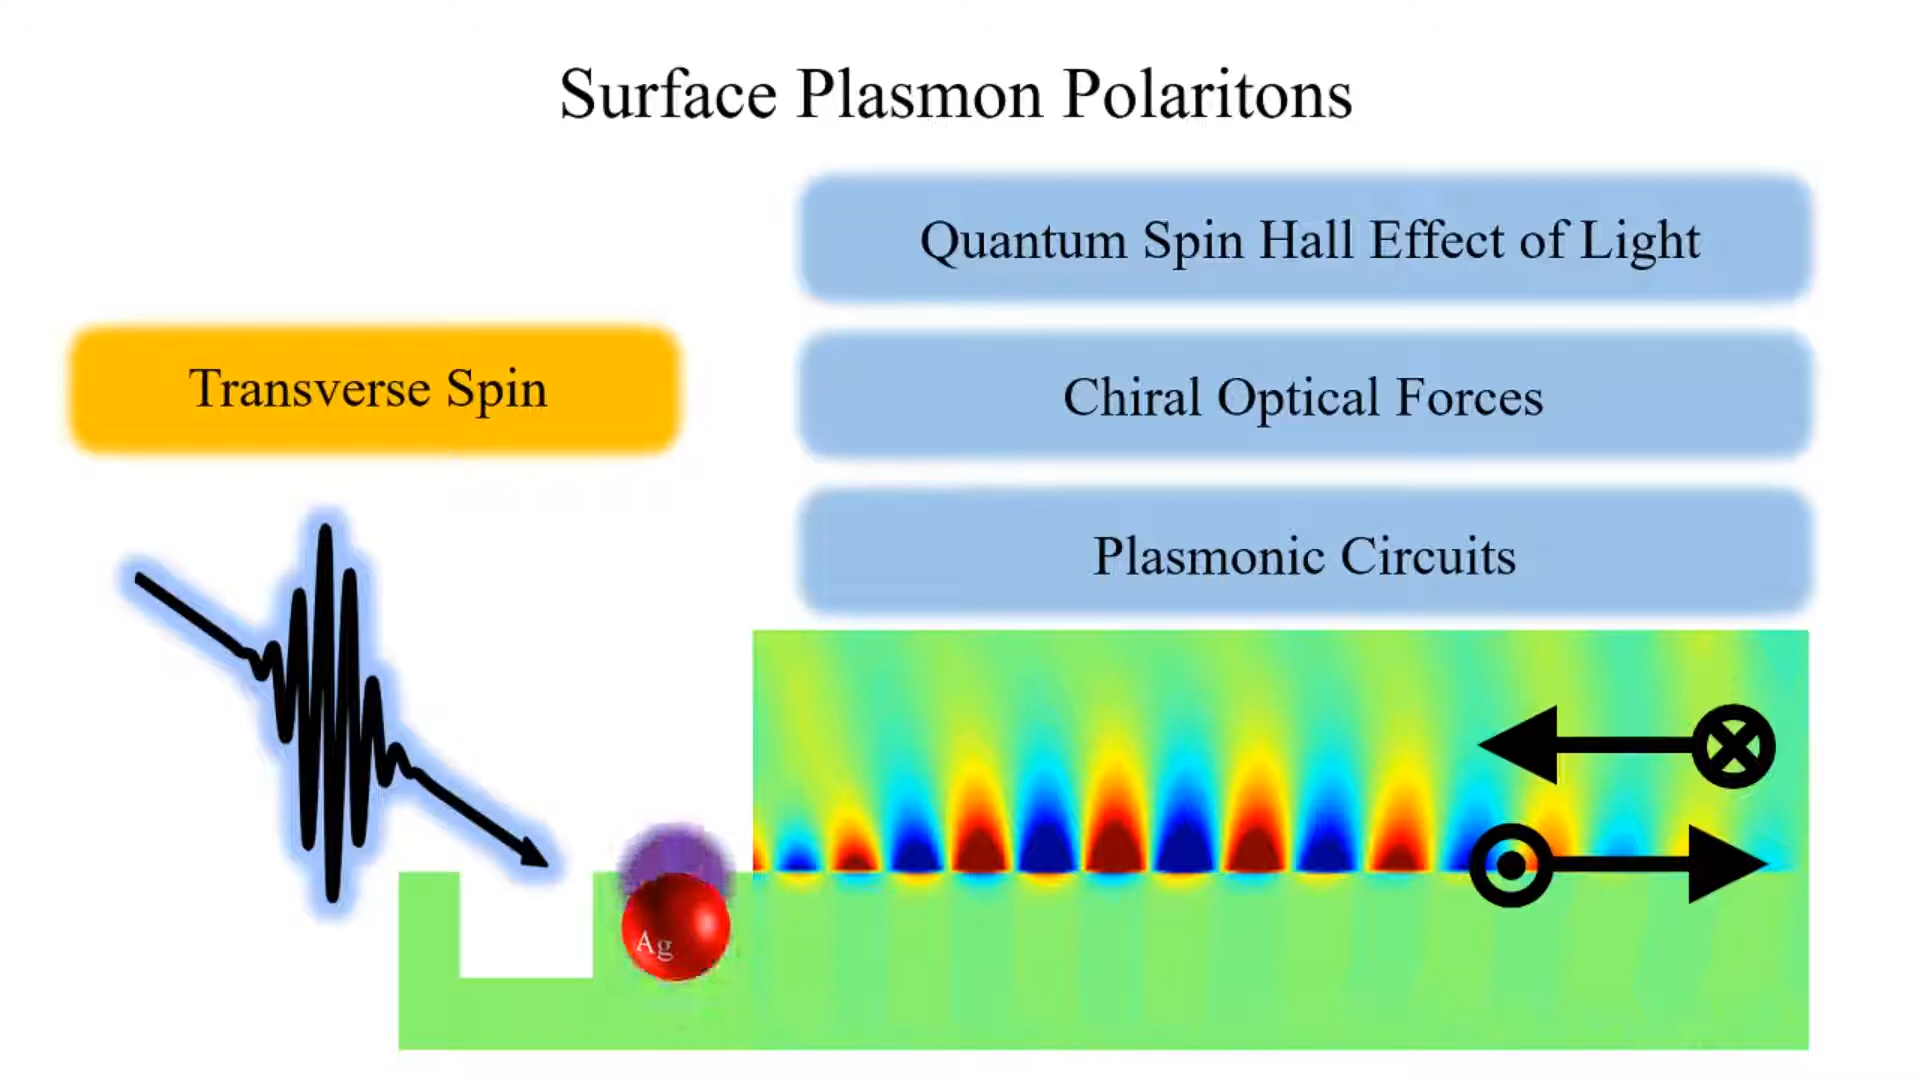 Surface Plasmon Polaritons
Quantum Spin Hall Effect of Light
Transverse Spin
Chiral Optical Forces
Plasmonic Circuits
Ag